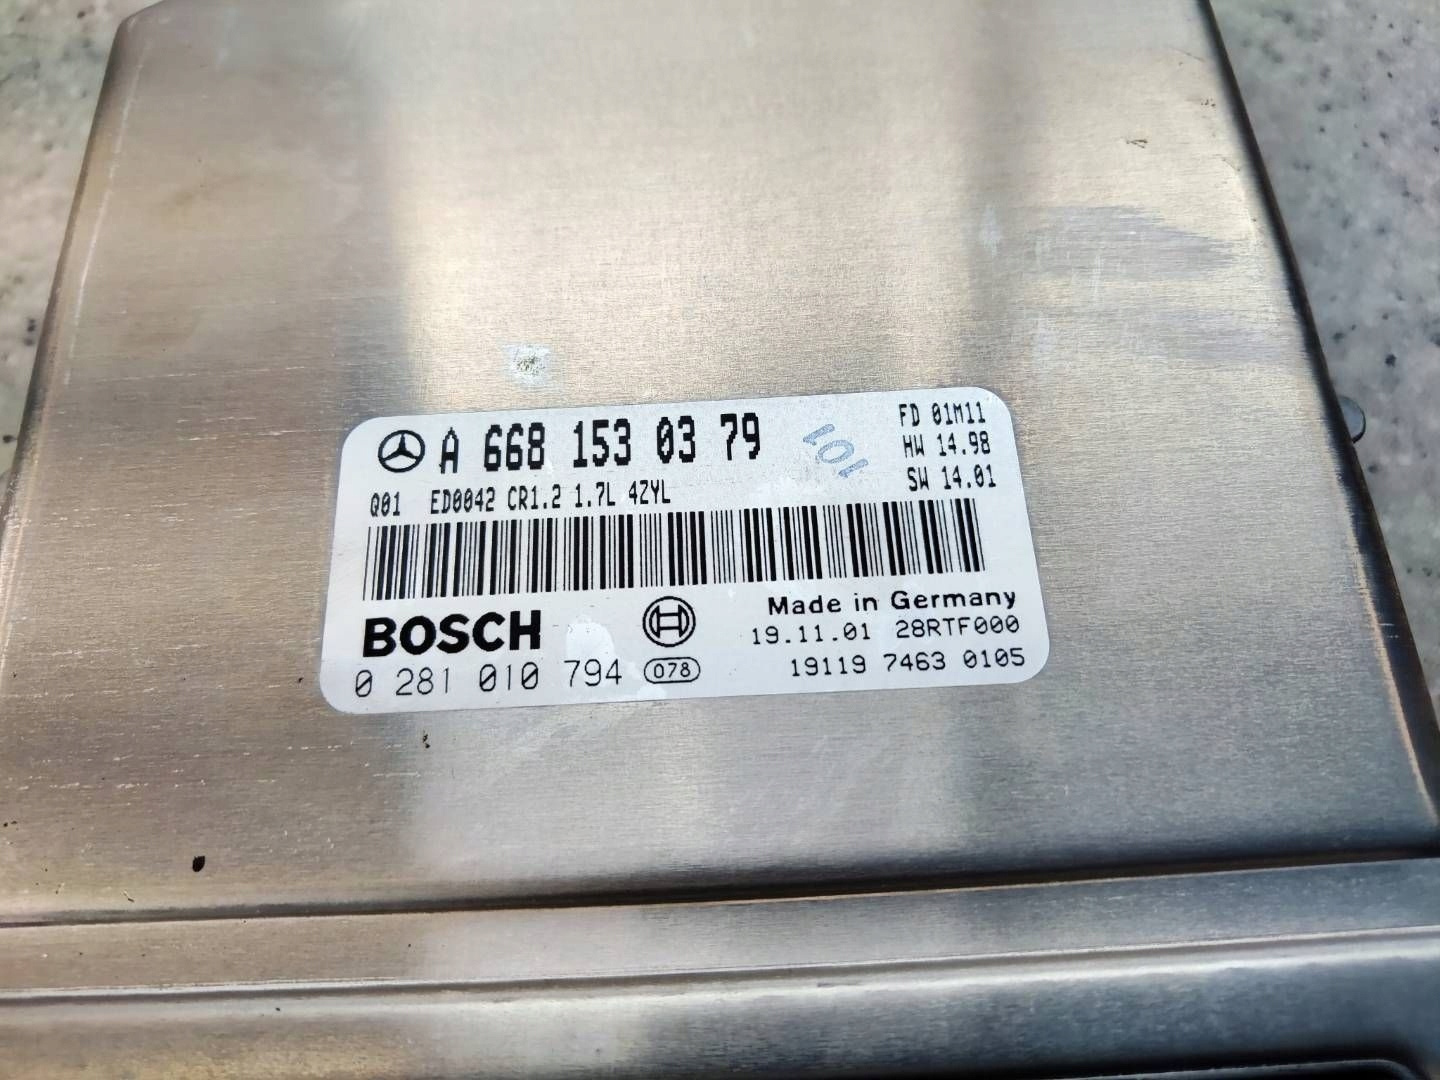 A 668 153 03 79
101
FD 01M11
HW 14.98
SW 14.01
Q01 ED0042 CR1.2 1.7L 4ZYL
BOSCH
Made in Germany
19.11.01 28RTF000
0 281 010 794 078
19119 7463 0105